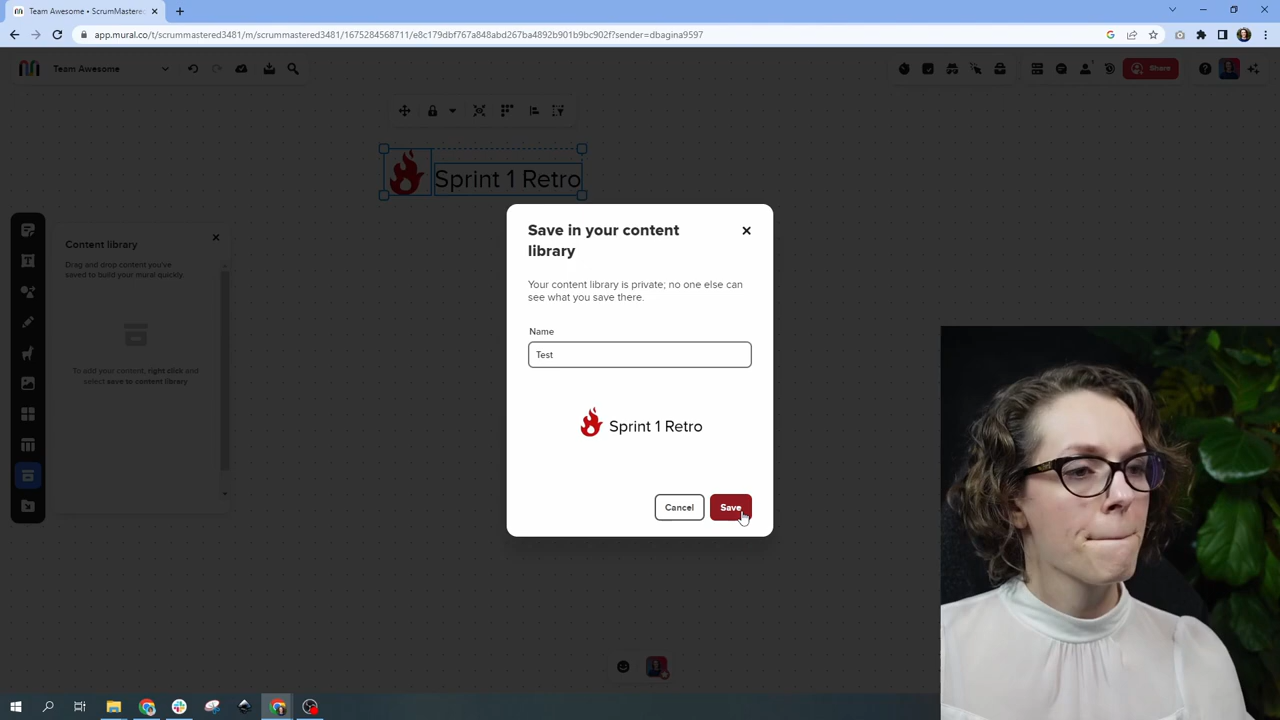 Team Awesome • ScrumMastered
app.mural.co/t/scrummastered3481/m/scrummastered3481/1675284568711/e8c179dbf767a848abd267ba4892b901b9bc902f?sender=dbagina9597
Team Awesome
Share
Sprint 1 Retro
Content library
Drag and drop content you've
saved to build your mural quickly.
To add your content, right click and
select save to content library
Save in your content
library
Your content library is private; no one else can
see what you save there.
Name
Test
Sprint 1 Retro
Cancel
Save